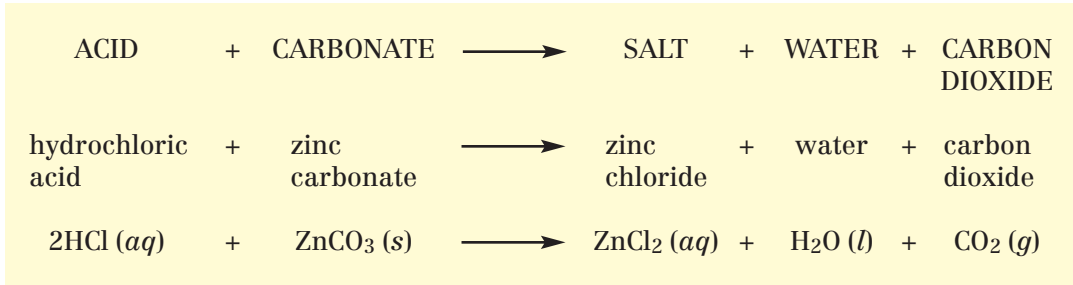 ACID + CARBONATE ⟶ SALT + WATER + CARBON
DIOXIDE
hydrochloric + zinc ⟶ zinc + water + carbon
acid carbonate chloride dioxide
2HCl (aq) + ZnCO₃ (s) ⟶ ZnCl₂ (aq) + H₂O (l) + CO₂ (g)